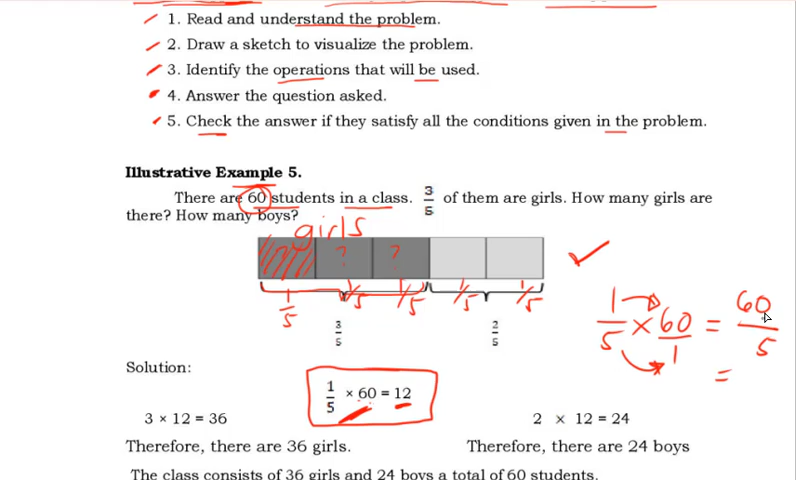 1. Read and understand the problem.
2. Draw a sketch to visualize the problem.
3. Identify the operations that will be used.
4. Answer the question asked.
5. Check the answer if they satisfy all the conditions given in the problem.
Illustrative Example 5.
There are 60 students in a class. 3/5 of them are girls. How many girls are
there? How many boys?
girls
? ?
1/5 1/5 1/5 1/5 1/5
3/5 2/5
1/5 × 60/1 = 60/5
=
Solution:
1/5 × 60 = 12
3 × 12 = 36 2 × 12 = 24
Therefore, there are 36 girls. Therefore, there are 24 boys
The class consists of 36 girls and 24 boys a total of 60 students.